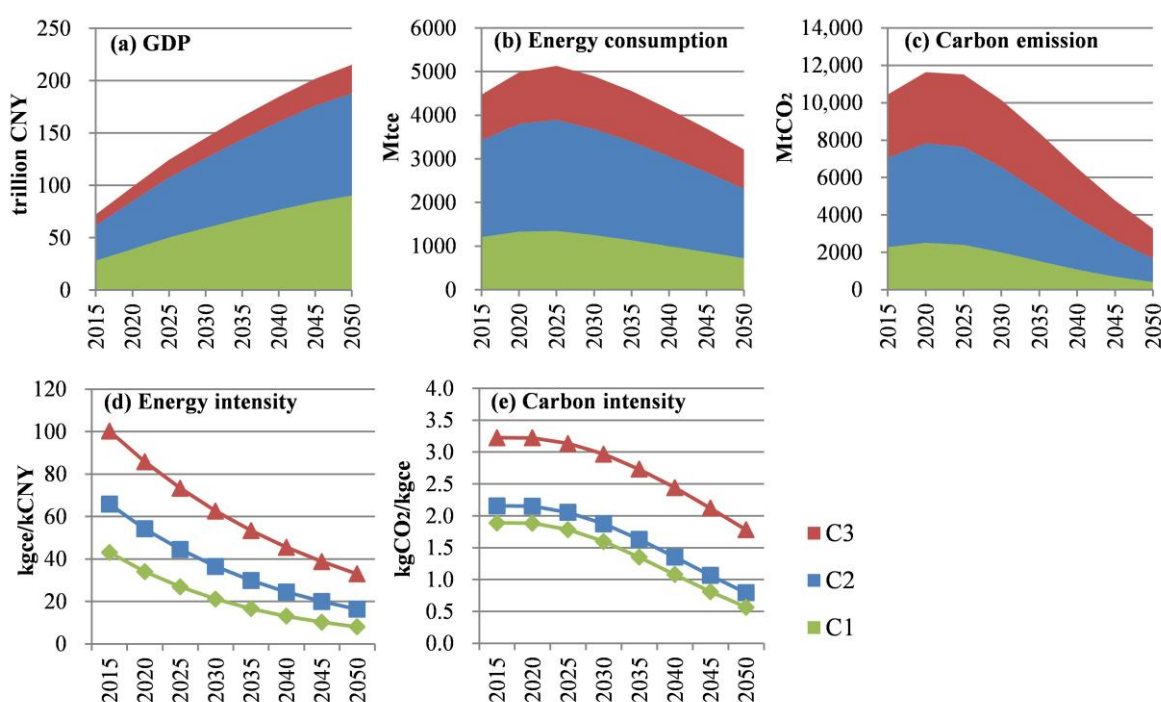 (a) GDP
trillion CNY
250
200
150
100
50
0
2015 2020 2025 2030 2035 2040 2045 2050
(b) Energy consumption
Mtce
6000
5000
4000
3000
2000
1000
0
2015 2020 2025 2030 2035 2040 2045 2050
(c) Carbon emission
MtCO₂
14,000
12,000
10,000
8000
6000
4000
2000
0
2015 2020 2025 2030 2035 2040 2045 2050
(d) Energy intensity
kgce/kCNY
120
100
80
60
40
20
0
2015 2020 2025 2030 2035 2040 2045 2050
(e) Carbon intensity
kgCO₂/kgce
4.0
3.5
3.0
2.5
2.0
1.5
1.0
0.5
0.0
2015 2020 2025 2030 2035 2040 2045 2050
C3
C2
C1